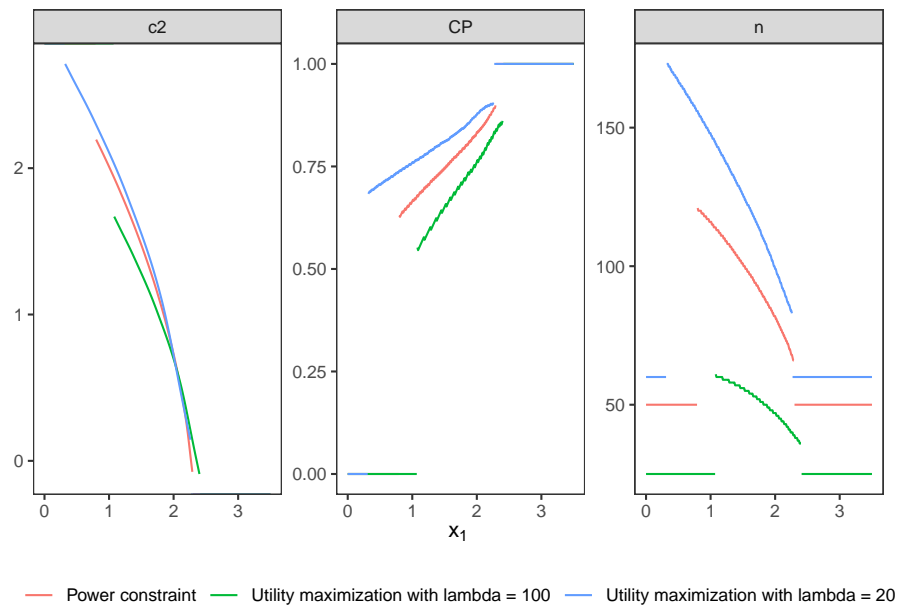 c2 CP n
2
1
0
1.00
0.75
0.50
0.25
0.00
150
100
50
0 1 2 3 0 1 2 3 0 1 2 3
x1
Power constraint Utility maximization with lambda = 100 Utility maximization with lambda = 20